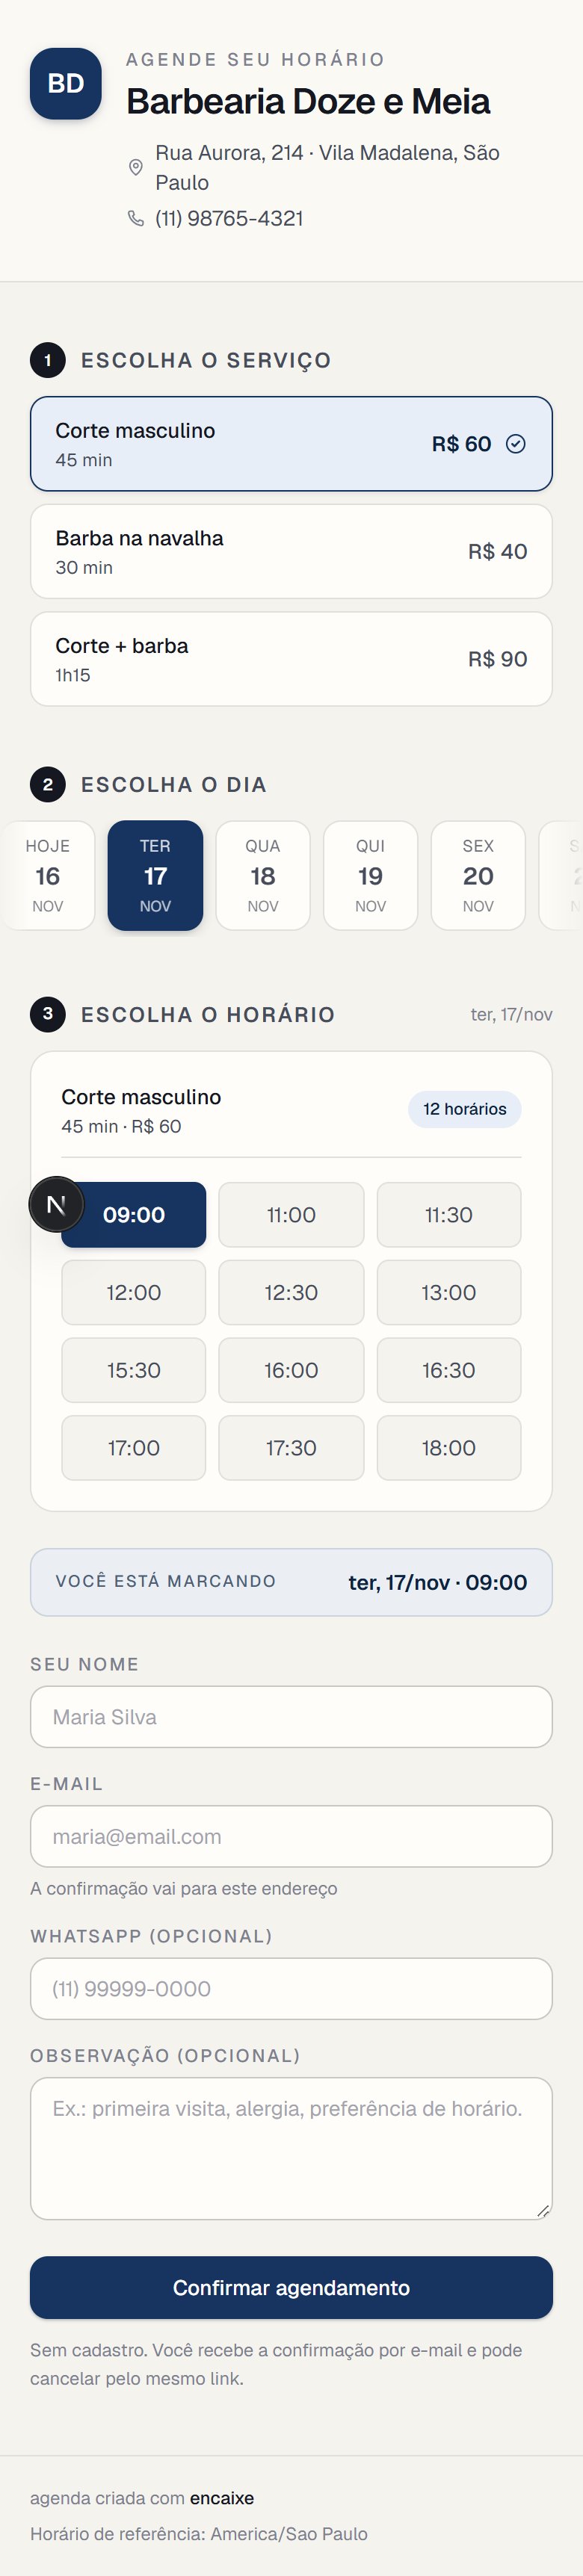 BD
AGENDE SEU HORÁRIO
Barbearia Doze e Meia
Rua Aurora, 214 · Vila Madalena, São
Paulo
(11) 98765-4321
1 ESCOLHA O SERVIÇO
Corte masculino
45 min
R$ 60
Barba na navalha
30 min
R$ 40
Corte + barba
1h15
R$ 90
2 ESCOLHA O DIA
HOJE TER QUA QUI SEX
16 17 18 19 20
NOV NOV NOV NOV NOV
3 ESCOLHA O HORÁRIO ter, 17/nov
Corte masculino
45 min · R$ 60
12 horários
N
09:00 11:00 11:30
12:00 12:30 13:00
15:30 16:00 16:30
17:00 17:30 18:00
VOCÊ ESTÁ MARCANDO ter, 17/nov · 09:00
SEU NOME
Maria Silva
E-MAIL
maria@email.com
A confirmação vai para este endereço
WHATSAPP (OPCIONAL)
(11) 99999-0000
OBSERVAÇÃO (OPCIONAL)
Ex.: primeira visita, alergia, preferência de horário.
Confirmar agendamento
Sem cadastro. Você recebe a confirmação por e-mail e pode
cancelar pelo mesmo link.
agenda criada com encaixe
Horário de referência: America/Sao Paulo